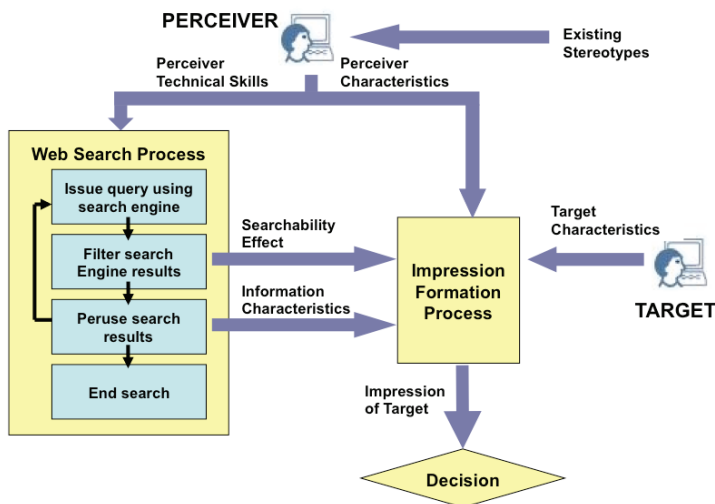 PERCEIVER
Existing
Stereotypes
Perceiver
Technical Skills
Perceiver
Characteristics
Web Search Process
Issue query using
search engine
Filter search
Engine results
Peruse search
results
End search
Searchability
Effect
Information
Characteristics
Impression
Formation
Process
Target
Characteristics
TARGET
Impression
of Target
Decision